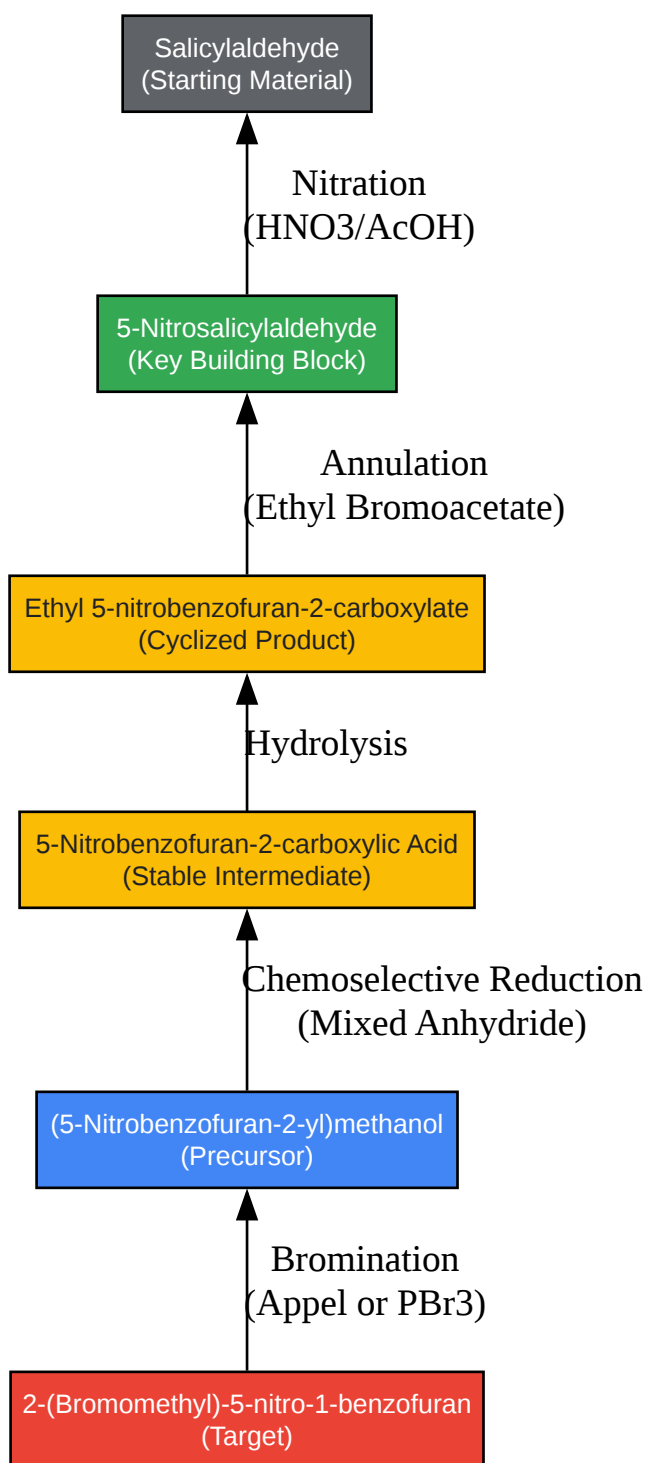 Salicylaldehyde
(Starting Material)
Nitration
(HNO3/AcOH)
5-Nitrosalicylaldehyde
(Key Building Block)
Annulation
(Ethyl Bromoacetate)
Ethyl 5-nitrobenzofuran-2-carboxylate
(Cyclized Product)
Hydrolysis
5-Nitrobenzofuran-2-carboxylic Acid
(Stable Intermediate)
Chemoselective Reduction
(Mixed Anhydride)
(5-Nitrobenzofuran-2-yl)methanol
(Precursor)
Bromination
(Appel or PBr3)
2-(Bromomethyl)-5-nitro-1-benzofuran
(Target)